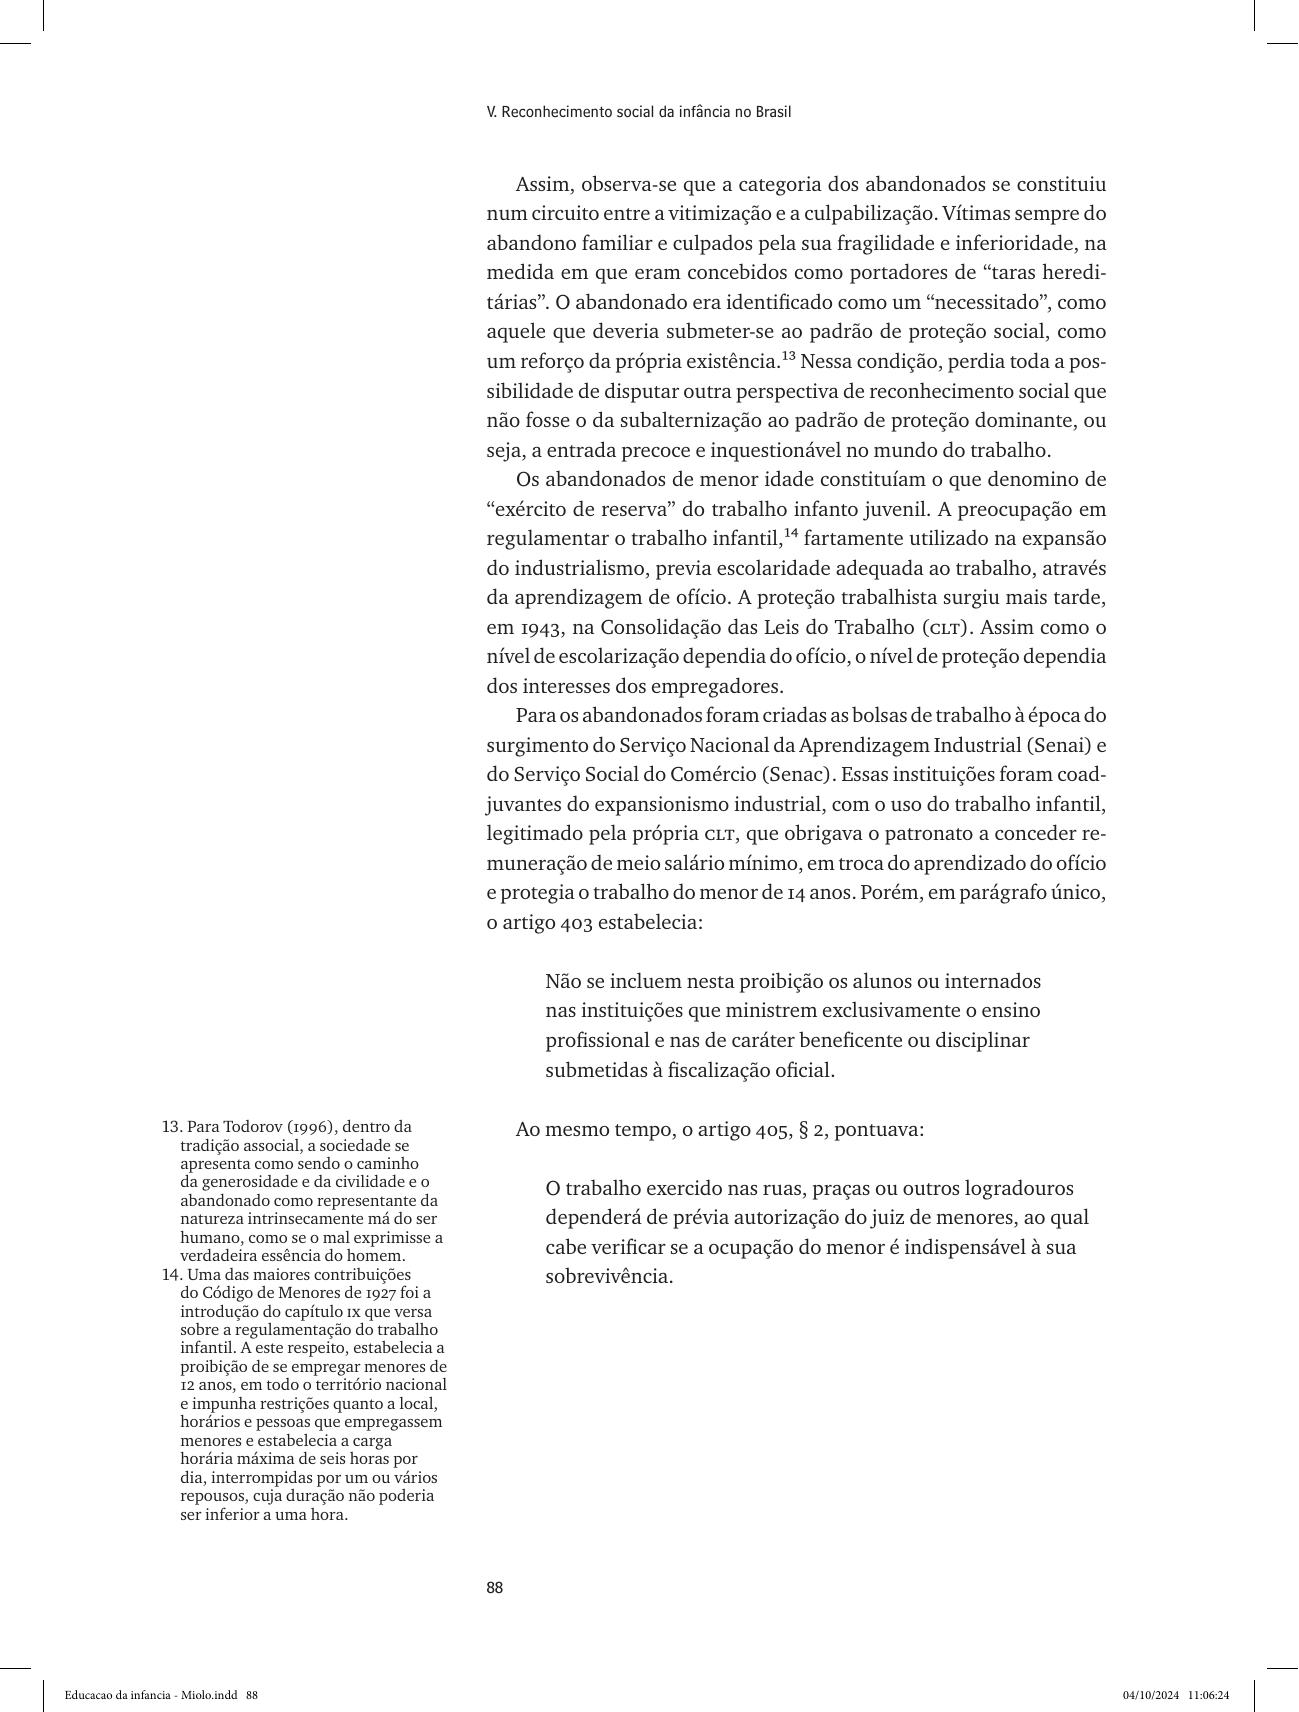 V. Reconhecimento social da infância no Brasil
Assim, observa-se que a categoria dos abandonados se constituiu
num circuito entre a vitimização e a culpabilização. Vítimas sempre do
abandono familiar e culpados pela sua fragilidade e inferioridade, na
medida em que eram concebidos como portadores de “taras heredi-
tárias”. O abandonado era identificado como um “necessitado”, como
aquele que deveria submeter-se ao padrão de proteção social, como
um reforço da própria existência.¹³ Nessa condição, perdia toda a pos-
sibilidade de disputar outra perspectiva de reconhecimento social que
não fosse o da subalternização ao padrão de proteção dominante, ou
seja, a entrada precoce e inquestionável no mundo do trabalho.
Os abandonados de menor idade constituíam o que denomino de
“exército de reserva” do trabalho infanto juvenil. A preocupação em
regulamentar o trabalho infantil,¹⁴ fartamente utilizado na expansão
do industrialismo, previa escolaridade adequada ao trabalho, através
da aprendizagem de ofício. A proteção trabalhista surgiu mais tarde,
em 1943, na Consolidação das Leis do Trabalho (CLT). Assim como o
nível de escolarização dependia do ofício, o nível de proteção dependia
dos interesses dos empregadores.
Para os abandonados foram criadas as bolsas de trabalho à época do
surgimento do Serviço Nacional da Aprendizagem Industrial (Senai) e
do Serviço Social do Comércio (Senac). Essas instituições foram coad-
juvantes do expansionismo industrial, com o uso do trabalho infantil,
legitimado pela própria CLT, que obrigava o patronato a conceder re-
muneração de meio salário mínimo, em troca do aprendizado do ofício
e protegia o trabalho do menor de 14 anos. Porém, em parágrafo único,
o artigo 403 estabelecia:
Não se incluem nesta proibição os alunos ou internados
nas instituições que ministrem exclusivamente o ensino
profissional e nas de caráter beneficente ou disciplinar
submetidas à fiscalização oficial.
Ao mesmo tempo, o artigo 405, § 2, pontuava:
O trabalho exercido nas ruas, praças ou outros logradouros
dependerá de prévia autorização do juiz de menores, ao qual
cabe verificar se a ocupação do menor é indispensável à sua
sobrevivência.
13. Para Todorov (1996), dentro da
tradição associal, a sociedade se
apresenta como sendo o caminho
da generosidade e da civilidade e o
abandonado como representante da
natureza intrinsecamente má do ser
humano, como se o mal exprimisse a
verdadeira essência do homem.
14. Uma das maiores contribuições
do Código de Menores de 1927 foi a
introdução do capítulo IX que versa
sobre a regulamentação do trabalho
infantil. A este respeito, estabelecia a
proibição de se empregar menores de
12 anos, em todo o território nacional
e impunha restrições quanto a local,
horários e pessoas que empregassem
menores e estabelecia a carga
horária máxima de seis horas por
dia, interrompidas por um ou vários
repousos, cuja duração não poderia
ser inferior a uma hora.
88
Educacao da infancia - Miolo.indd 88
04/10/2024 11:06:24